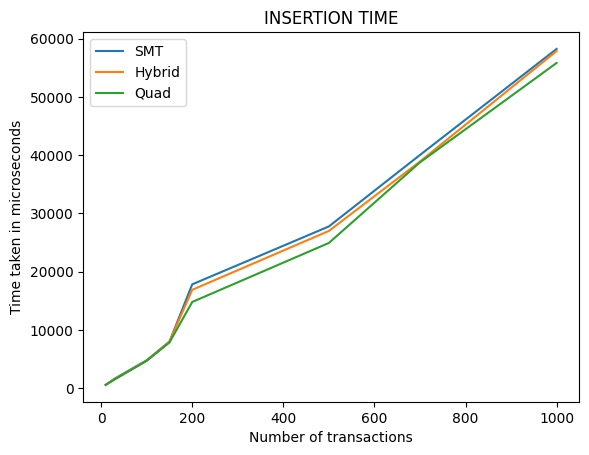 INSERTION TIME
SMT
Hybrid
Quad
Time taken in microseconds
60000
50000
40000
30000
20000
10000
0
0 200 400 600 800 1000
Number of transactions